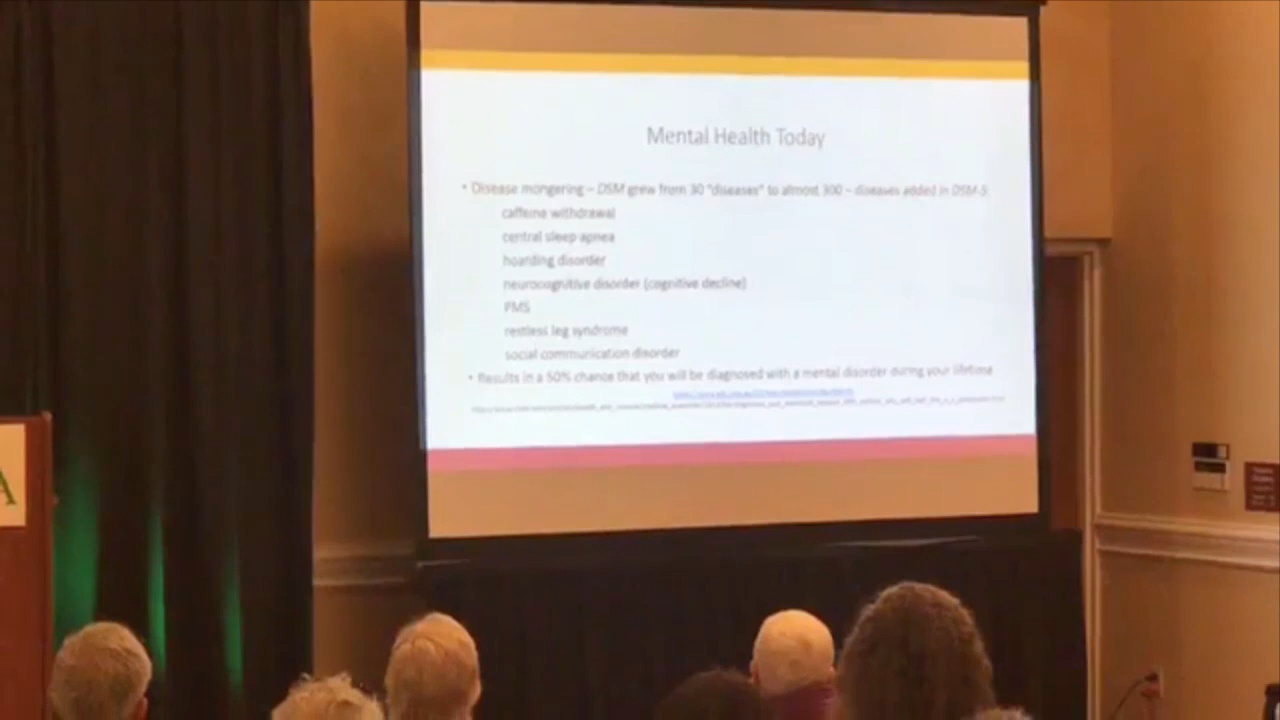 Mental Health Today
• Disease mongering – DSM grew from 30 "diseases" to almost 300 – diseases added in DSM-5:
caffeine withdrawal
central sleep apnea
hoarding disorder
neurocognitive disorder (cognitive decline)
PMS
restless leg syndrome
social communication disorder
• Results in a 50% chance that you will be diagnosed with a mental disorder during your lifetime
A